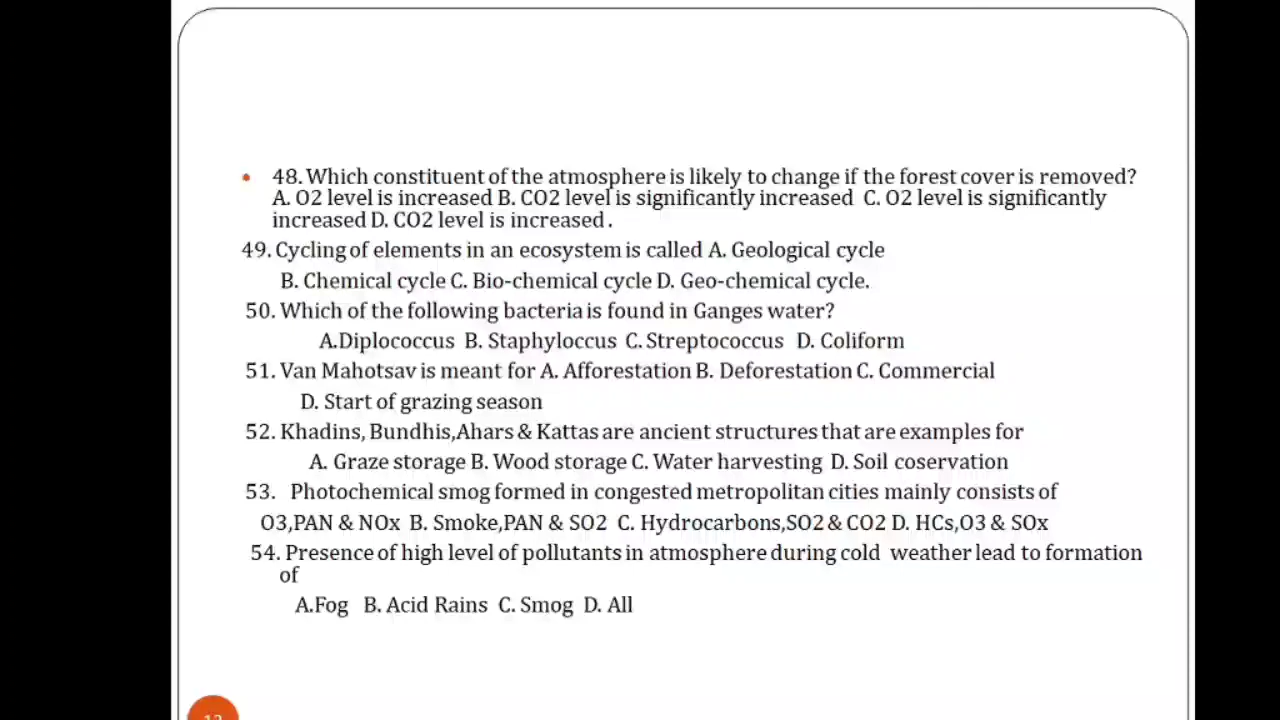 • 48. Which constituent of the atmosphere is likely to change if the forest cover is removed?
A. O2 level is increased B. CO2 level is significantly increased C. O2 level is significantly
increased D. CO2 level is increased.
49. Cycling of elements in an ecosystem is called A. Geological cycle
B. Chemical cycle C. Bio-chemical cycle D. Geo-chemical cycle.
50. Which of the following bacteria is found in Ganges water?
A.Diplococcus B. Staphyloccus C. Streptococcus D. Coliform
51. Van Mahotsav is meant for A. Afforestation B. Deforestation C. Commercial
D. Start of grazing season
52. Khadins, Bundhis,Ahars & Kattas are ancient structures that are examples for
A. Graze storage B. Wood storage C. Water harvesting D. Soil coservation
53. Photochemical smog formed in congested metropolitan cities mainly consists of
O3,PAN & NOx B. Smoke,PAN & SO2 C. Hydrocarbons,SO2 & CO2 D. HCs,O3 & SOx
54. Presence of high level of pollutants in atmosphere during cold weather lead to formation
of
A.Fog B. Acid Rains C. Smog D. All